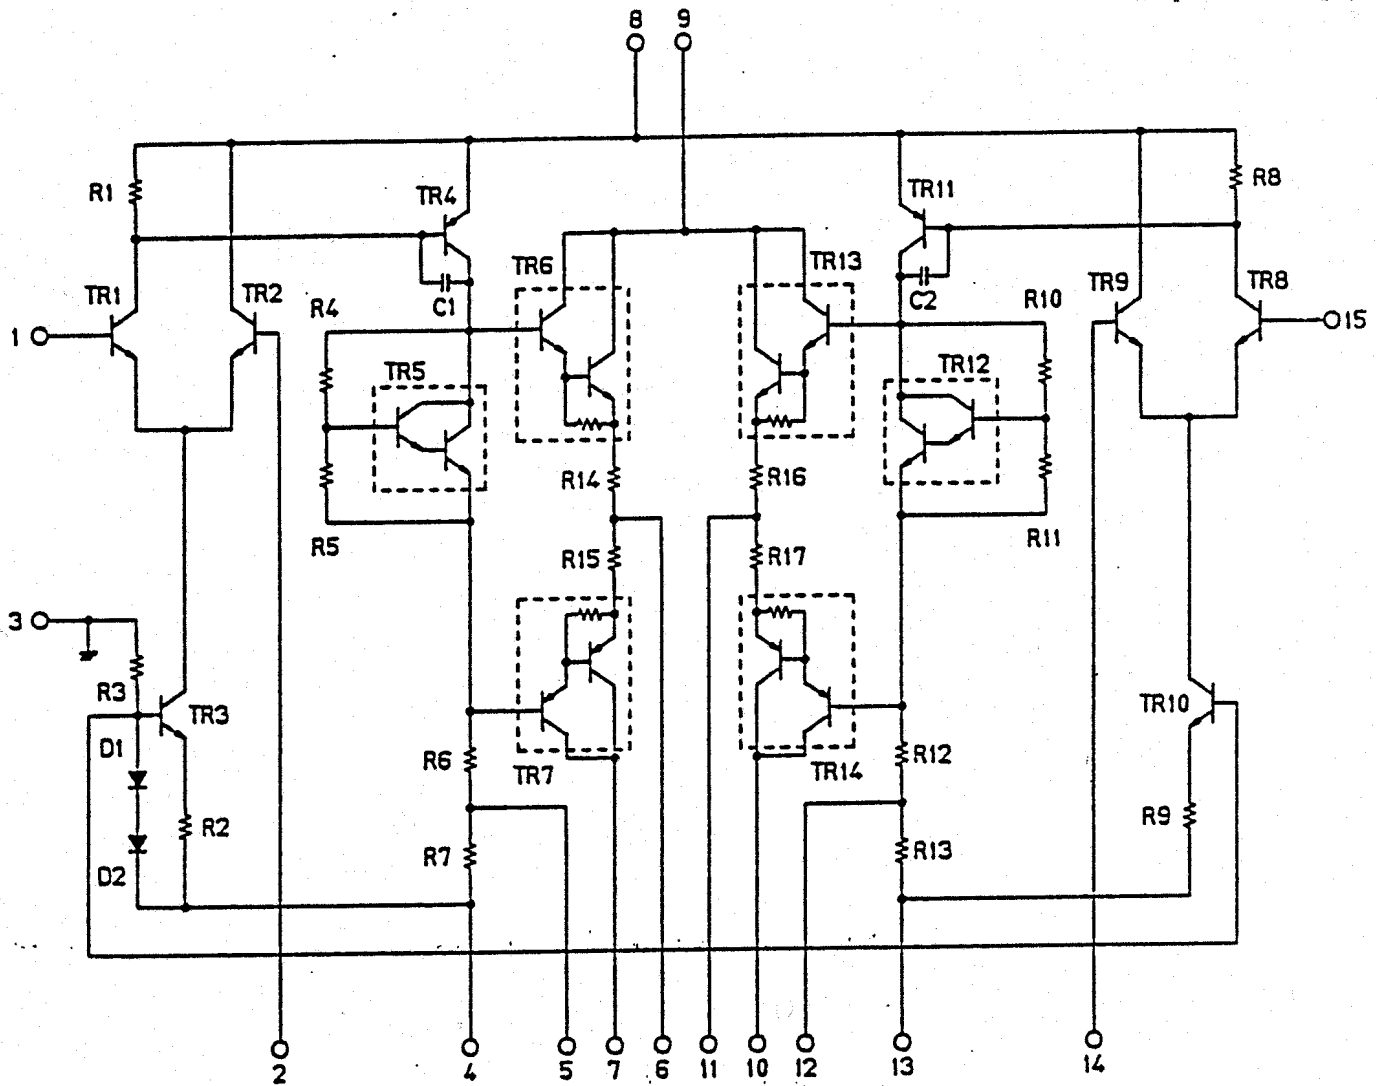 8 9
R1 TR4 TR11 R8
TR6 TR13
TR1 TR2 C1 C2 TR9 TR8
R4 R10
1 15
TR5 TR12
R14 R16
R5 R15 R17 R11
3
R3 TR3 TR10
D1 R6 TR7 TR14 R12
R2 R9
D2 R7 R13
2 4 5 7 6 11 10 12 13 14